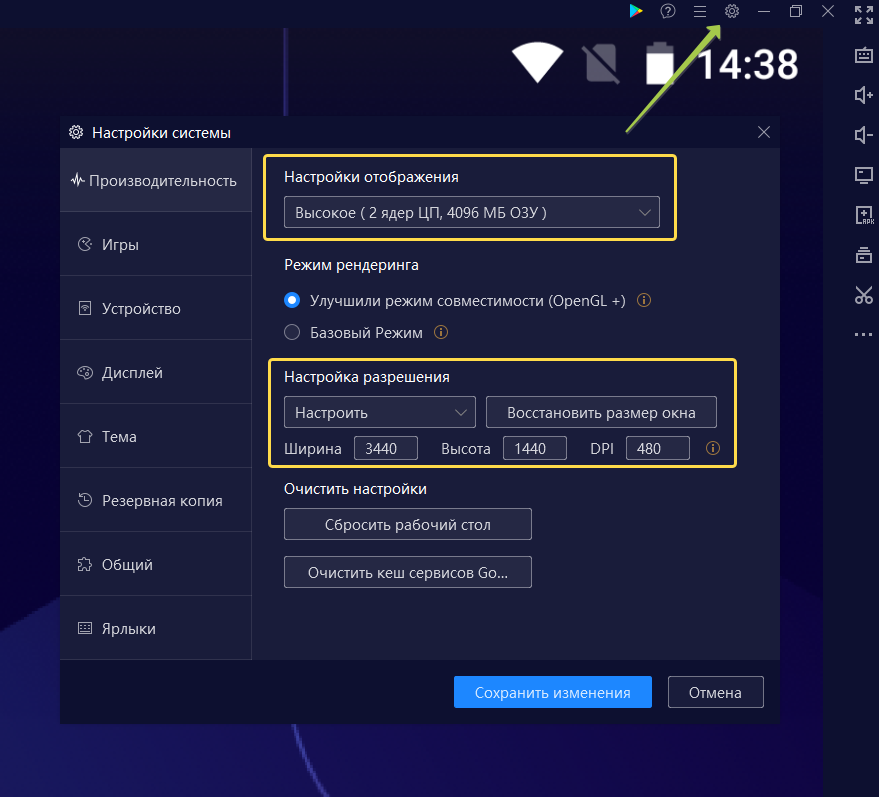 14:38
Настройки системы
Производительность
Игры
Устройство
Дисплей
Тема
Резервная копия
Общий
Ярлыки
Настройки отображения
Высокое ( 2 ядер ЦП, 4096 МБ ОЗУ )
Режим рендеринга
Улучшили режим совместимости (OpenGL +)
Базовый Режим
Настройка разрешения
Настроить Восстановить размер окна
Ширина 3440 Высота 1440 DPI 480
Очистить настройки
Сбросить рабочий стол
Очистить кеш сервисов Go...
Сохранить изменения Отмена
APK